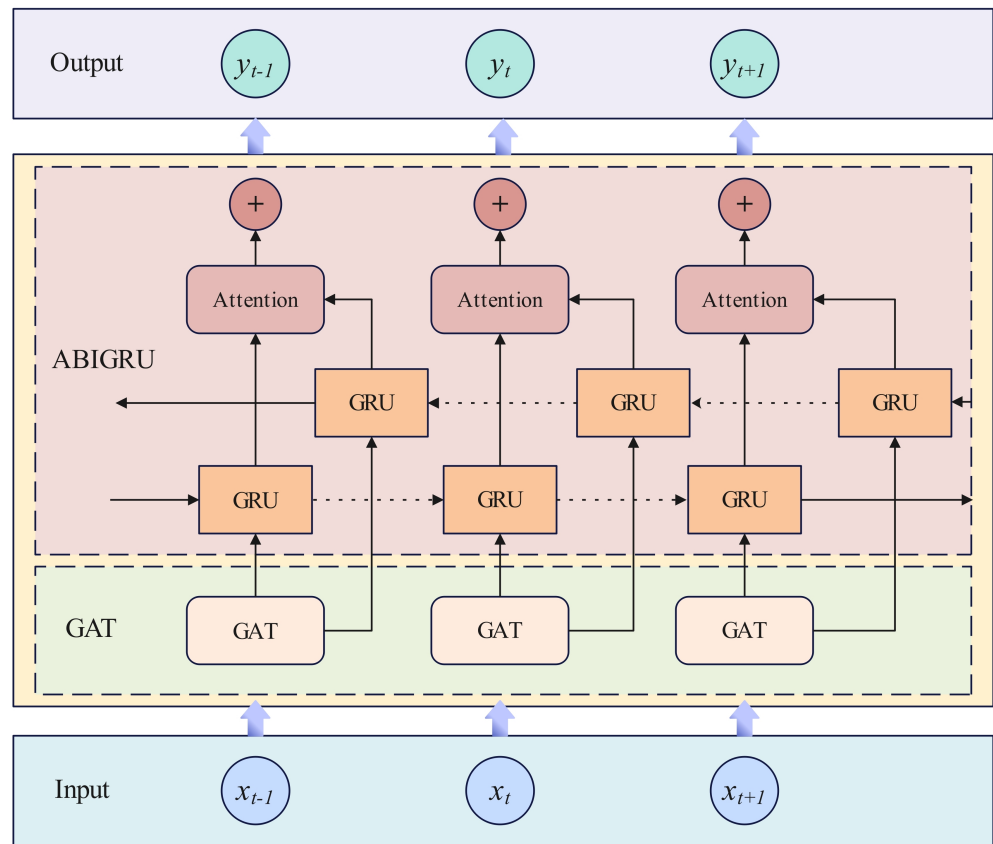 Output y_{t-1} y_t y_{t+1}
+ + +
Attention Attention Attention
ABIGRU
GRU GRU GRU
GRU GRU GRU
GAT GAT GAT GAT
Input x_{t-1} x_t x_{t+1}